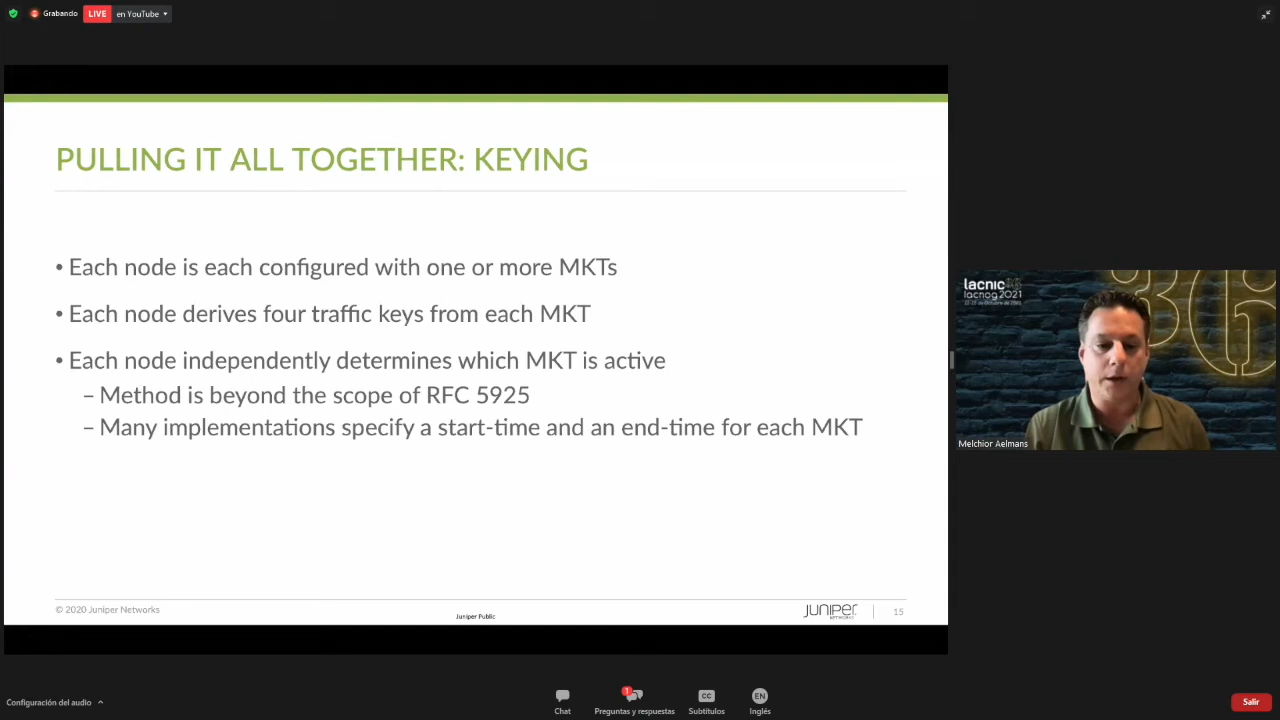 Grabando
LIVE
en YouTube
PULLING IT ALL TOGETHER: KEYING
• Each node is each configured with one or more MKTs
• Each node derives four traffic keys from each MKT
• Each node independently determines which MKT is active
– Method is beyond the scope of RFC 5925
– Many implementations specify a start-time and an end-time for each MKT
© 2020 Juniper Networks
Juniper Public
JUNIPER
NETWORKS
15
lacnic36
lacnog 2021
36
Melchior Aelmans
Configuración del audio
Chat
1
Preguntas y respuestas
CC
Subtítulos
EN
Inglés
Salir